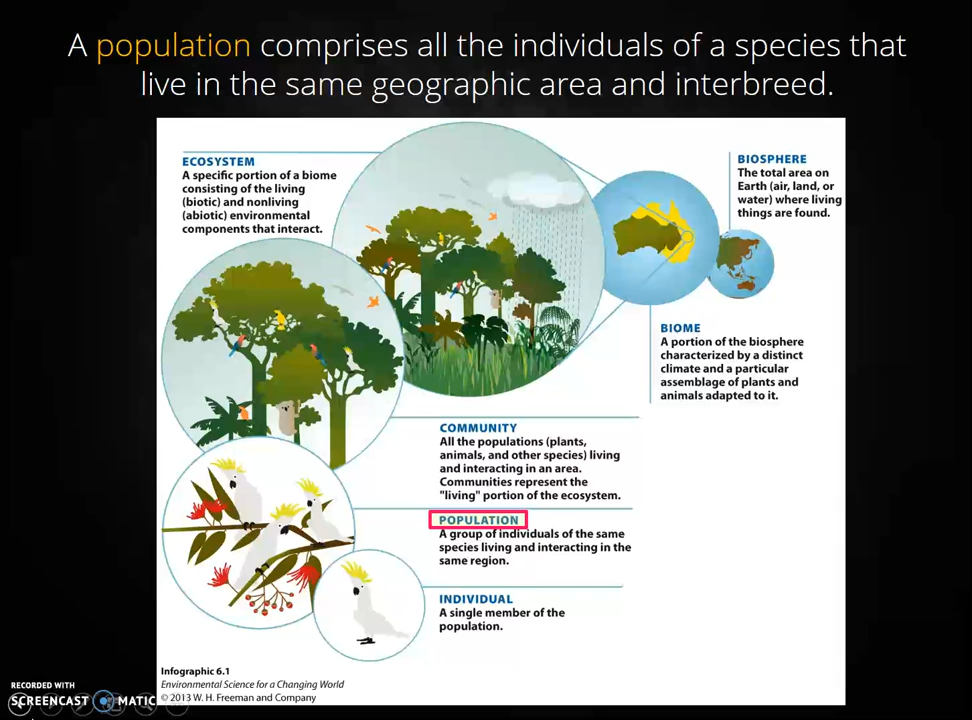 A population comprises all the individuals of a species that
live in the same geographic area and interbreed.
ECOSYSTEM
A specific portion of a biome
consisting of the living
(biotic) and nonliving
(abiotic) environmental
components that interact.
BIOSPHERE
The total area on
Earth (air, land, or
water) where living
things are found.
BIOME
A portion of the biosphere
characterized by a distinct
climate and a particular
assemblage of plants and
animals adapted to it.
COMMUNITY
All the populations (plants,
animals, and other species) living
and interacting in an area.
Communities represent the
"living" portion of the ecosystem.
POPULATION
A group of individuals of the same
species living and interacting in the
same region.
INDIVIDUAL
A single member of the
population.
Infographic 6.1
Environmental Science for a Changing World
© 2013 W. H. Freeman and Company
RECORDED WITH
SCREENCAST MATIC